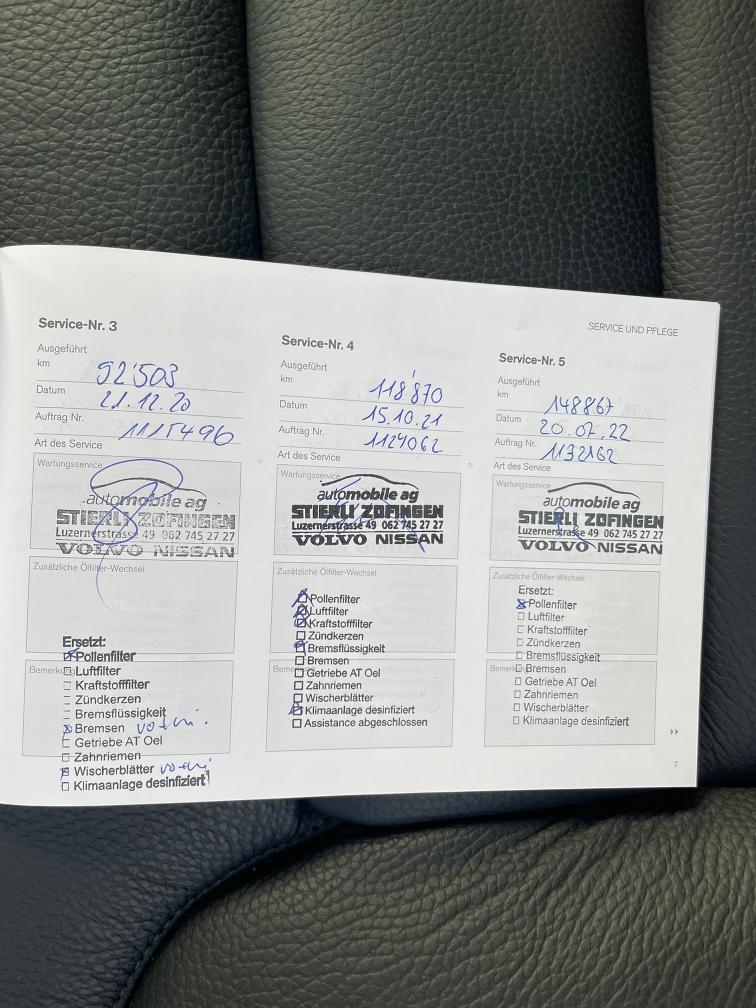 SERVICE UND PFLEGE
Service-Nr. 3
Ausgeführt
km 92'503
Datum 21.12.20
Auftrag Nr. 1115496
Art des Service
Wartungsservice
automobile ag
STIERLI ZOFINGEN
Luzernerstrasse 49 062 745 27 27
VOLVO NISSAN
Zusätzliche Ölfilter-Wechsel
Ersetzt:
Pollenfilter
Bemerkung
Luftfilter
Kraftstofffilter
Zündkerzen
Bremsflüssigkeit
Bremsen
Getriebe AT Oel
Zahnriemen
Wischerblätter
Klimaanlage desinfiziert
Service-Nr. 4
Ausgeführt
km 118'870
Datum 15.10.21
Auftrag Nr. 1124062
Art des Service
Wartungsservice
automobile ag
STIERLI ZOFINGEN
Luzernerstrasse 49 062 745 27 27
VOLVO NISSAN
Zusätzliche Ölfilter-Wechsel
Pollenfilter
Luftfilter
Kraftstofffilter
Zündkerzen
Bremsflüssigkeit
Bremsen
Getriebe AT Oel
Zahnriemen
Wischerblätter
Klimaanlage desinfiziert
Assistance abgeschlossen
Service-Nr. 5
Ausgeführt
km 148867
Datum 20.07.22
Auftrag Nr. 1132162
Art des Service
Wartungsservice
automobile ag
STIERLI ZOFINGEN
Luzernerstrasse 49 062 745 27 27
VOLVO NISSAN
Zusätzliche Ölfilter-Wechsel
Ersetzt:
Pollenfilter
Luftfilter
Kraftstofffilter
Zündkerzen
Bremsflüssigkeit
Bremsen
Getriebe AT Oel
Zahnriemen
Wischerblätter
Klimaanlage desinfiziert
7